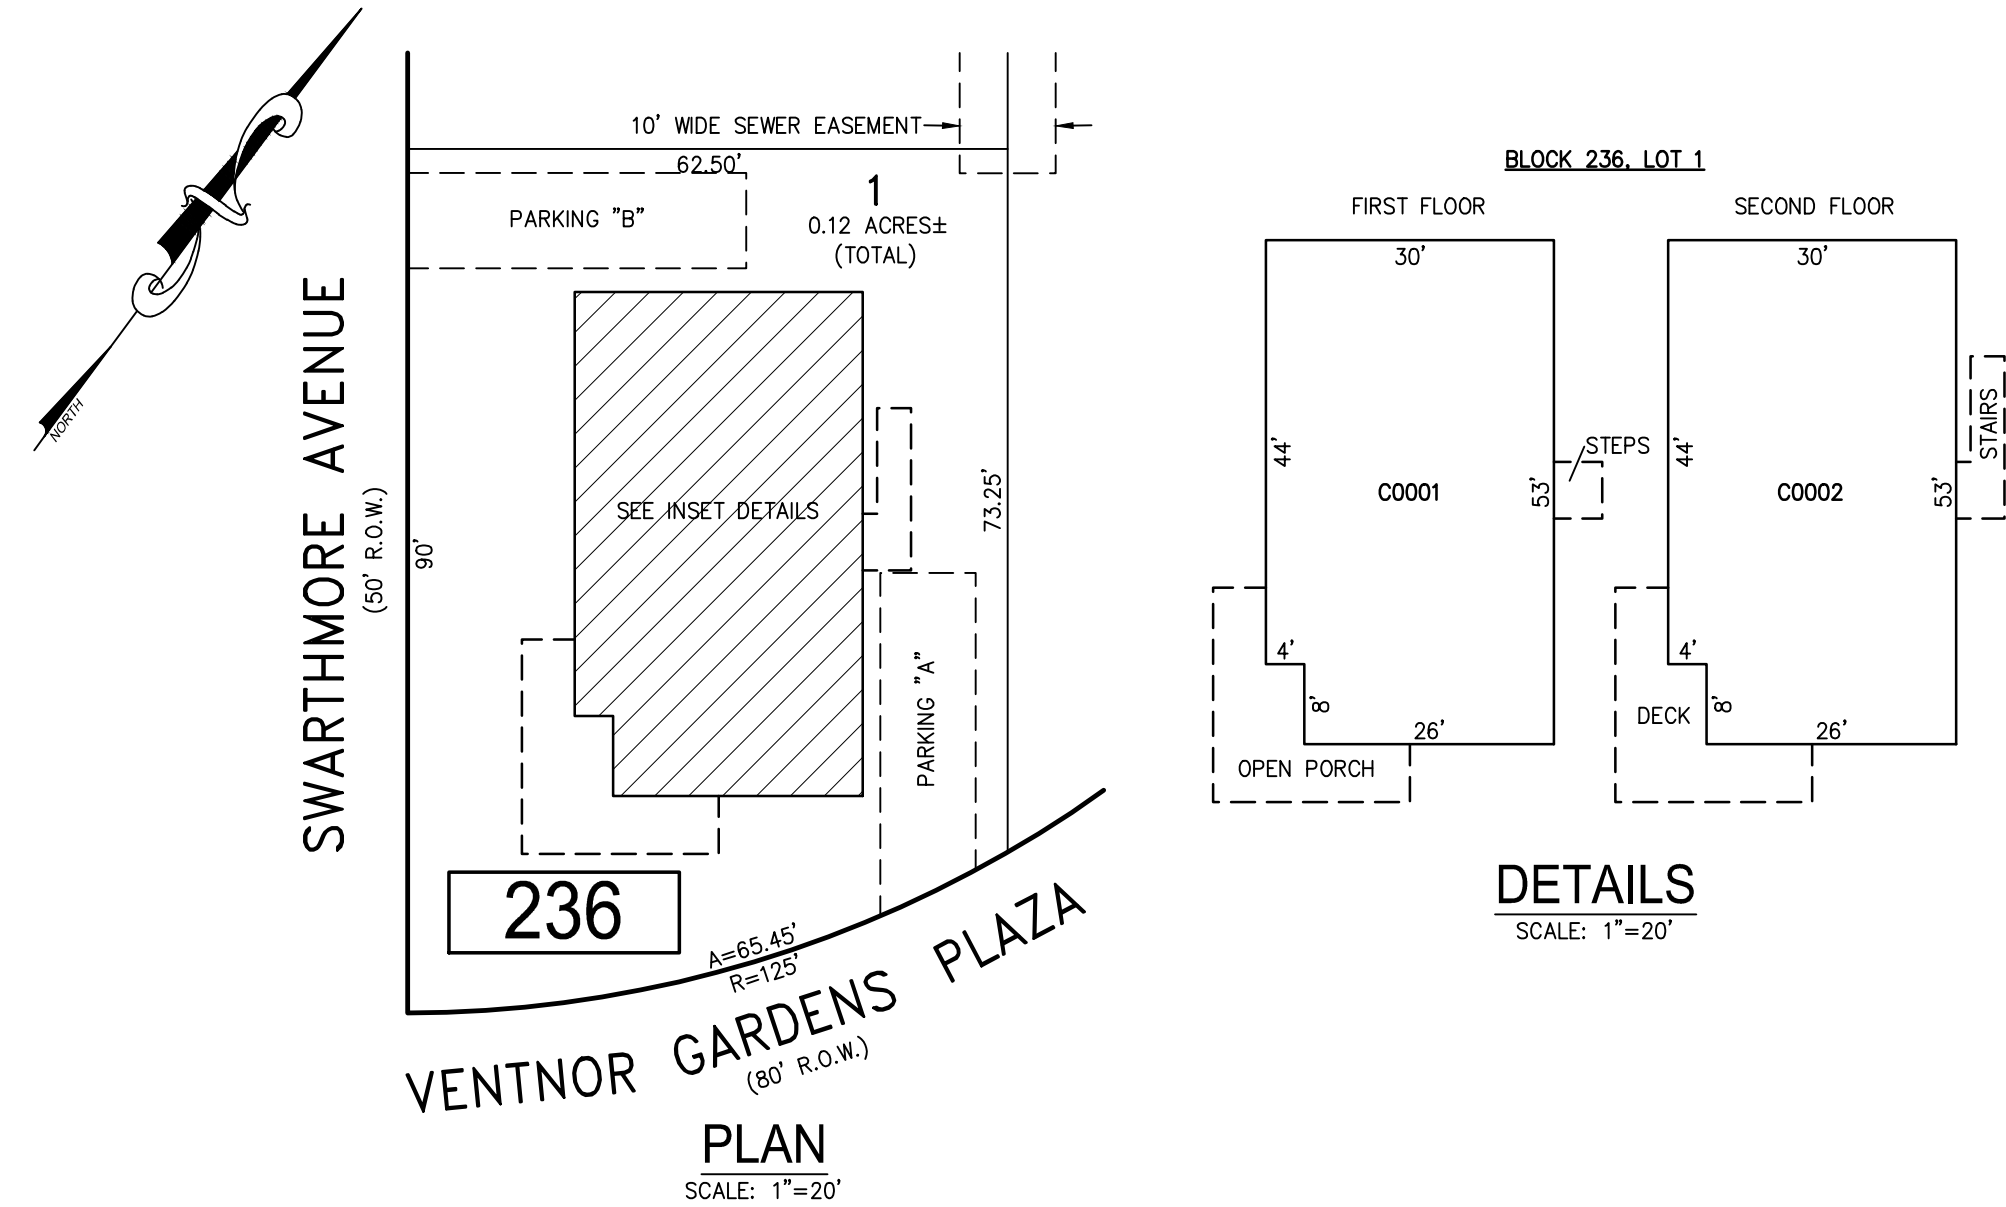 NORTH
SWARTHMORE AVENUE
(50' R.O.W.)
10' WIDE SEWER EASEMENT
62.50'
PARKING "B"
1
0.12 ACRES±
(TOTAL)
90'
SEE INSET DETAILS
73.25'
PARKING "A"
236
A=65.45'
R=125'
VENTNOR GARDENS PLAZA
(80' R.O.W.)
PLAN
SCALE: 1"=20'
BLOCK 236, LOT 1
FIRST FLOOR
30'
44'
C0001
53'
STEPS
4'
8'
26'
OPEN PORCH
SECOND FLOOR
30'
44'
C0002
53'
STAIRS
4'
8'
DECK
26'
DETAILS
SCALE: 1"=20'